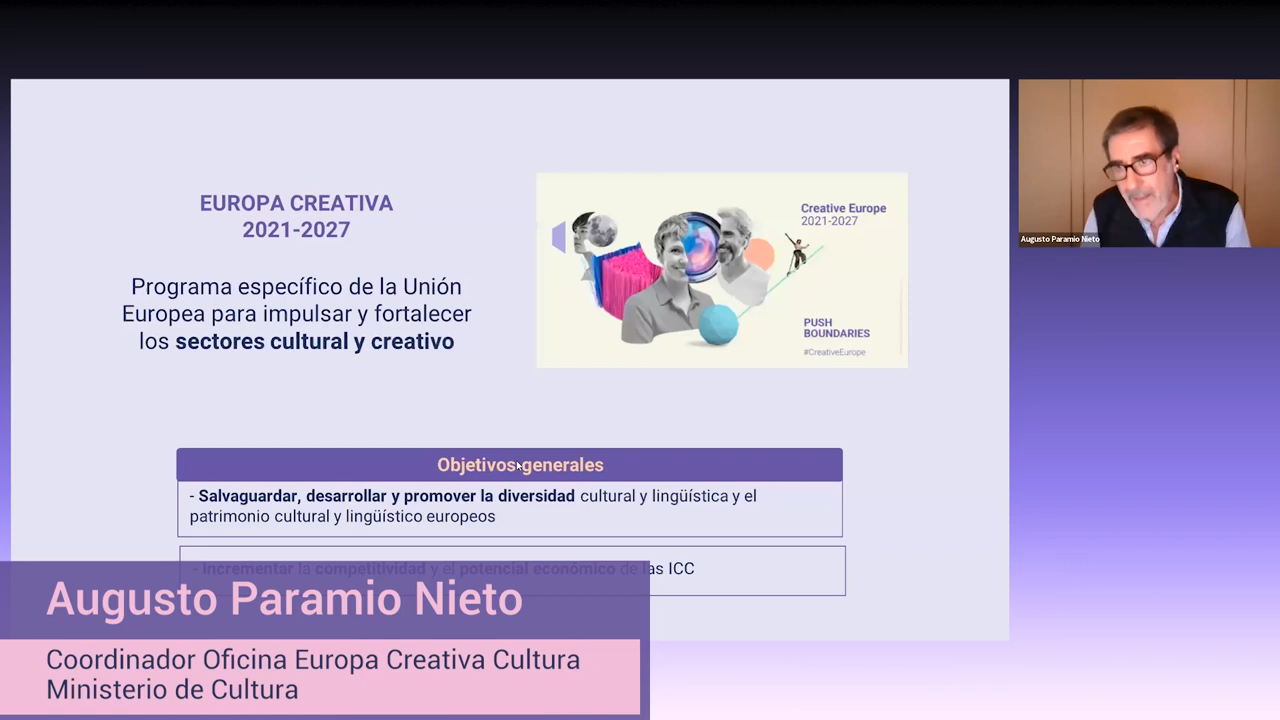 EUROPA CREATIVA
2021-2027
Programa específico de la Unión
Europea para impulsar y fortalecer
los sectores cultural y creativo
Creative Europe
2021-2027
PUSH
BOUNDARIES
#CreativeEurope
Augusto Paramio Nieto
Objetivos generales
- Salvaguardar, desarrollar y promover la diversidad cultural y lingüística y el
patrimonio cultural y lingüístico europeos
- Incrementar la competitividad y el potencial económico de las ICC
Augusto Paramio Nieto
Coordinador Oficina Europa Creativa Cultura
Ministerio de Cultura